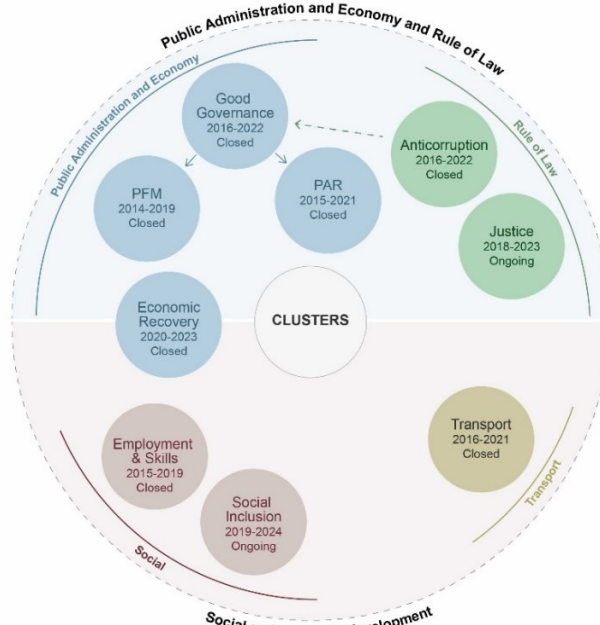 Public Administration and Economy and Rule of Law
Public Administration and Economy
Rule of Law
Good
Governance
2016-2022
Closed
Anticorruption
2016-2022
Closed
PFM
2014-2019
Closed
PAR
2015-2021
Closed
Justice
2018-2023
Ongoing
Economic
Recovery
2020-2023
Closed
CLUSTERS
Transport
2016-2021
Closed
Employment
& Skills
2015-2019
Closed
Social
Inclusion
2019-2024
Ongoing
Social
Transport
Social